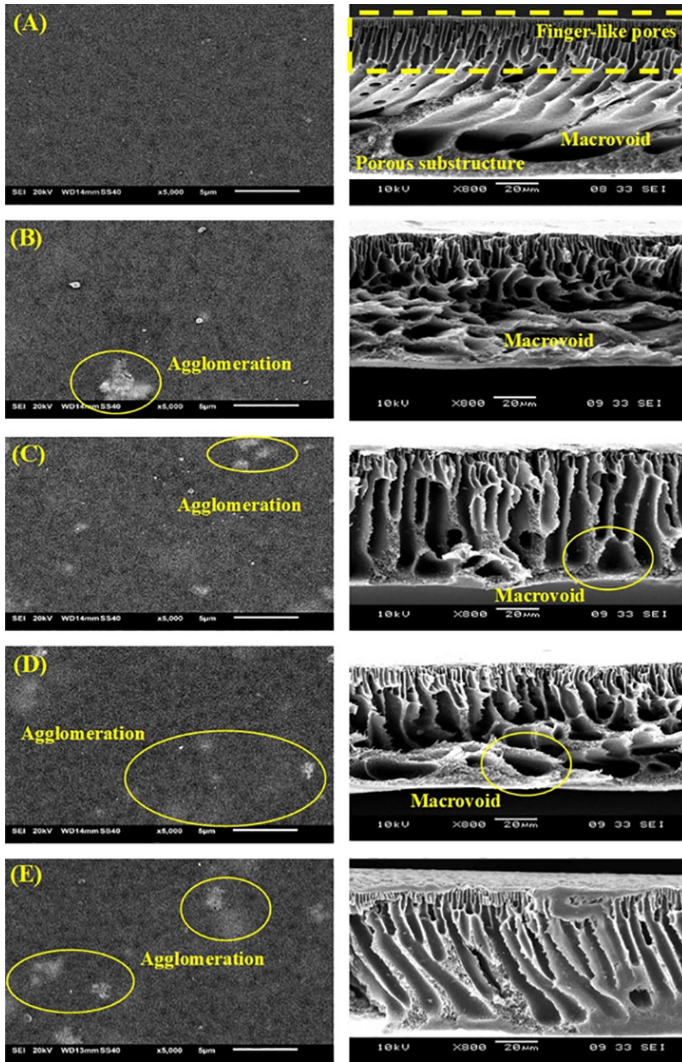 (A)
Finger-like pores
Macrovoid
Porous substructure
SEI 20kV WD14mm SS40 x5,000 5µm
10kV X800 20µm 08 33 SEI
(B)
Agglomeration
Macrovoid
SEI 20kV WD14mm SS40 x5,000 5µm
10kV X800 20µm 09 33 SEI
(C)
Agglomeration
Macrovoid
SEI 20kV WD14mm SS40 x5,000 5µm
10kV X800 20µm 09 33 SEI
(D)
Agglomeration
Macrovoid
SEI 20kV WD14mm SS40 x5,000 5µm
10kV X800 20µm 09 33 SEI
(E)
Agglomeration
SEI 20kV WD13mm SS40 x5,000 5µm
10kV X800 20µm 09 33 SEI